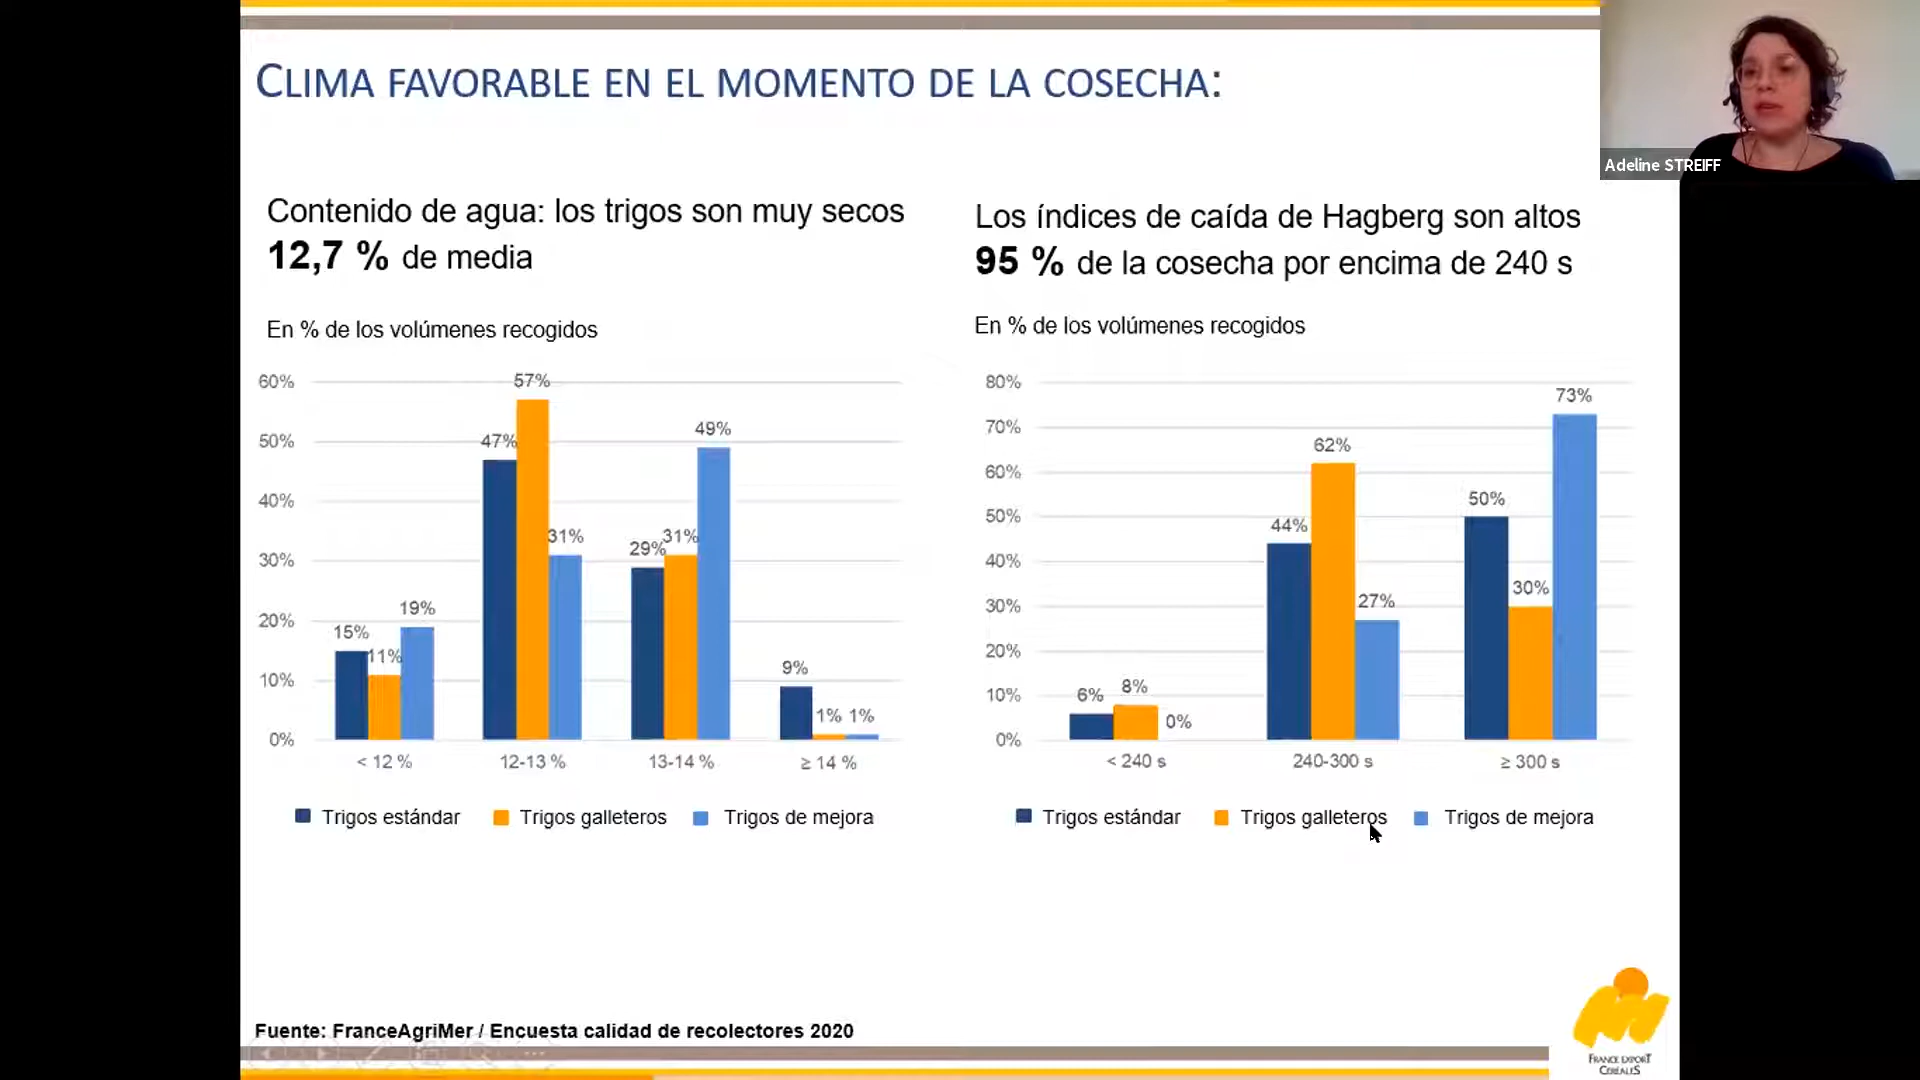 CLIMA FAVORABLE EN EL MOMENTO DE LA COSECHA:
Adeline STREIFF
Contenido de agua: los trigos son muy secos
12,7 % de media
En % de los volúmenes recogidos
60%
50%
40%
30%
20%
10%
0%
15%
11%
19%
47%
57%
31%
29%
31%
49%
9%
1%
1%
< 12 %
12-13 %
13-14 %
≥ 14 %
Trigos estándar
Trigos galleteros
Trigos de mejora
Los índices de caída de Hagberg son altos
95 % de la cosecha por encima de 240 s
En % de los volúmenes recogidos
80%
70%
60%
50%
40%
30%
20%
10%
0%
6%
8%
0%
44%
62%
27%
50%
30%
73%
< 240 s
240-300 s
≥ 300 s
Trigos estándar
Trigos galleteros
Trigos de mejora
Fuente: FranceAgriMer / Encuesta calidad de recolectores 2020
FRANCE EXPORT
CÉRÉALES